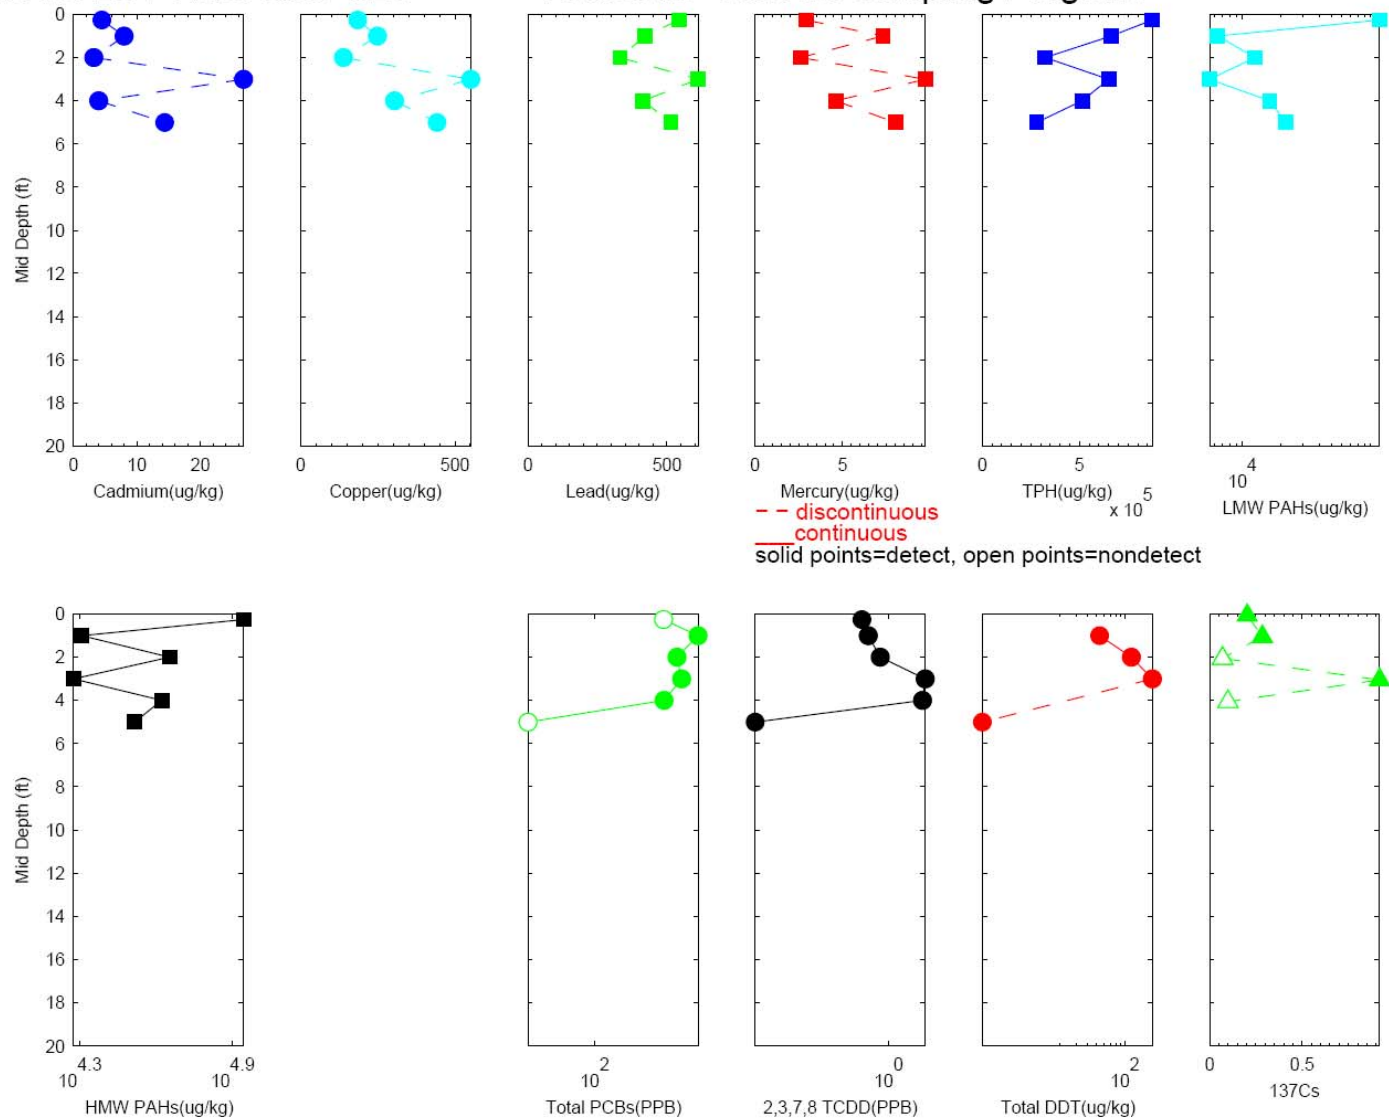 0
2
4
6
8
10
12
14
16
18
20
Mid Depth (ft)
0 10 20
Cadmium(ug/kg)
0 500
Copper(ug/kg)
0 500
Lead(ug/kg)
0 5
Mercury(ug/kg)
0 5
TPH(ug/kg)
x 10^5
10^4
LMW PAHs(ug/kg)
discontinuous
continuous
solid points=detect, open points=nondetect
0
2
4
6
8
10
12
14
16
18
20
Mid Depth (ft)
10^4.3 10^4.9
HMW PAHs(ug/kg)
10^2
Total PCBs(PPB)
10^0
2,3,7,8 TCDD(PPB)
10^2
Total DDT(ug/kg)
0 0.5
137Cs